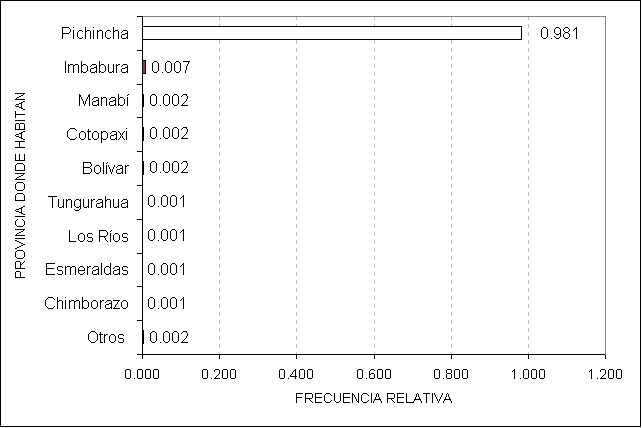 PROVINCIA DONDE HABITAN
Pichincha 0.981
Imbabura 0.007
Manabí 0.002
Cotopaxi 0.002
Bolívar 0.002
Tungurahua 0.001
Los Ríos 0.001
Esmeraldas 0.001
Chimborazo 0.001
Otros 0.002
0.000 0.200 0.400 0.600 0.800 1.000 1.200
FRECUENCIA RELATIVA